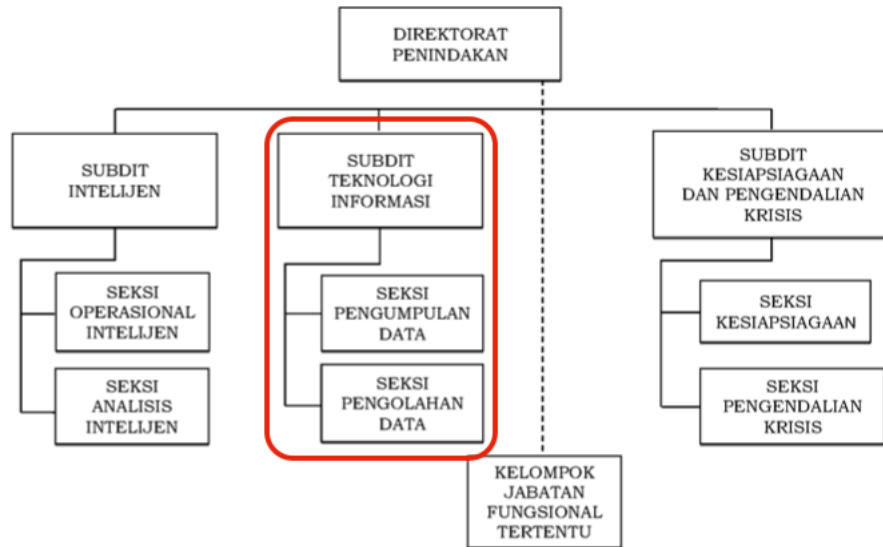 DIREKTORAT
PENINDAKAN
SUBDIT
INTELIJEN
SUBDIT
TEKNOLOGI
INFORMASI
SUBDIT
KESIAPSIAGAAN
DAN PENGENDALIAN
KRISIS
SEKSI
OPERASIONAL
INTELIJEN
SEKSI
PENGUMPULAN
DATA
SEKSI
KESIAPSIAGAAN
SEKSI
ANALISIS
INTELIJEN
SEKSI
PENGOLAHAN
DATA
SEKSI
PENGENDALIAN
KRISIS
KELOMPOK
JABATAN
FUNGSIONAL
TERTENTU